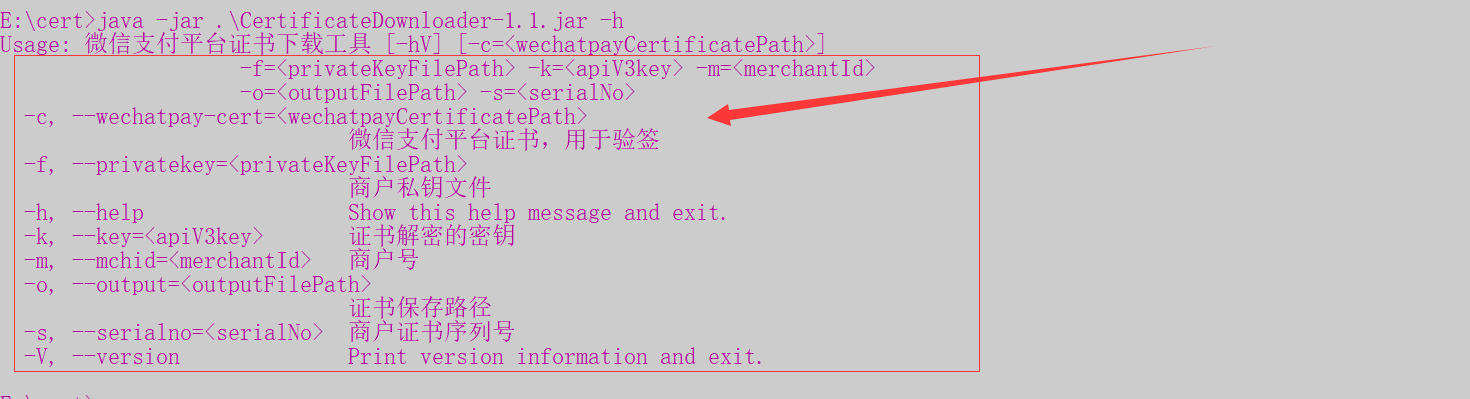 E:\cert>java -jar .\CertificateDownloader-1.1.jar -h
Usage: 微信支付平台证书下载工具 [-hV] [-c=<wechatpayCertificatePath>]
-f=<privateKeyFilePath> -k=<apiV3key> -m=<merchantId>
-o=<outputFilePath> -s=<serialNo>
-c, --wechatpay-cert=<wechatpayCertificatePath>
微信支付平台证书，用于验签
-f, --privatekey=<privateKeyFilePath>
商户私钥文件
-h, --help Show this help message and exit.
-k, --key=<apiV3key> 证书解密的密钥
-m, --mchid=<merchantId> 商户号
-o, --output=<outputFilePath>
证书保存路径
-s, --serialno=<serialNo> 商户证书序列号
-V, --version Print version information and exit.